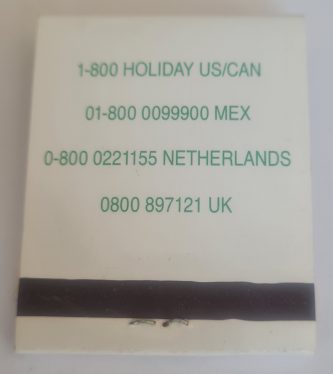 1-800 HOLIDAY US/CAN
01-800 0099900 MEX
0-800 0221155 NETHERLANDS
0800 897121 UK